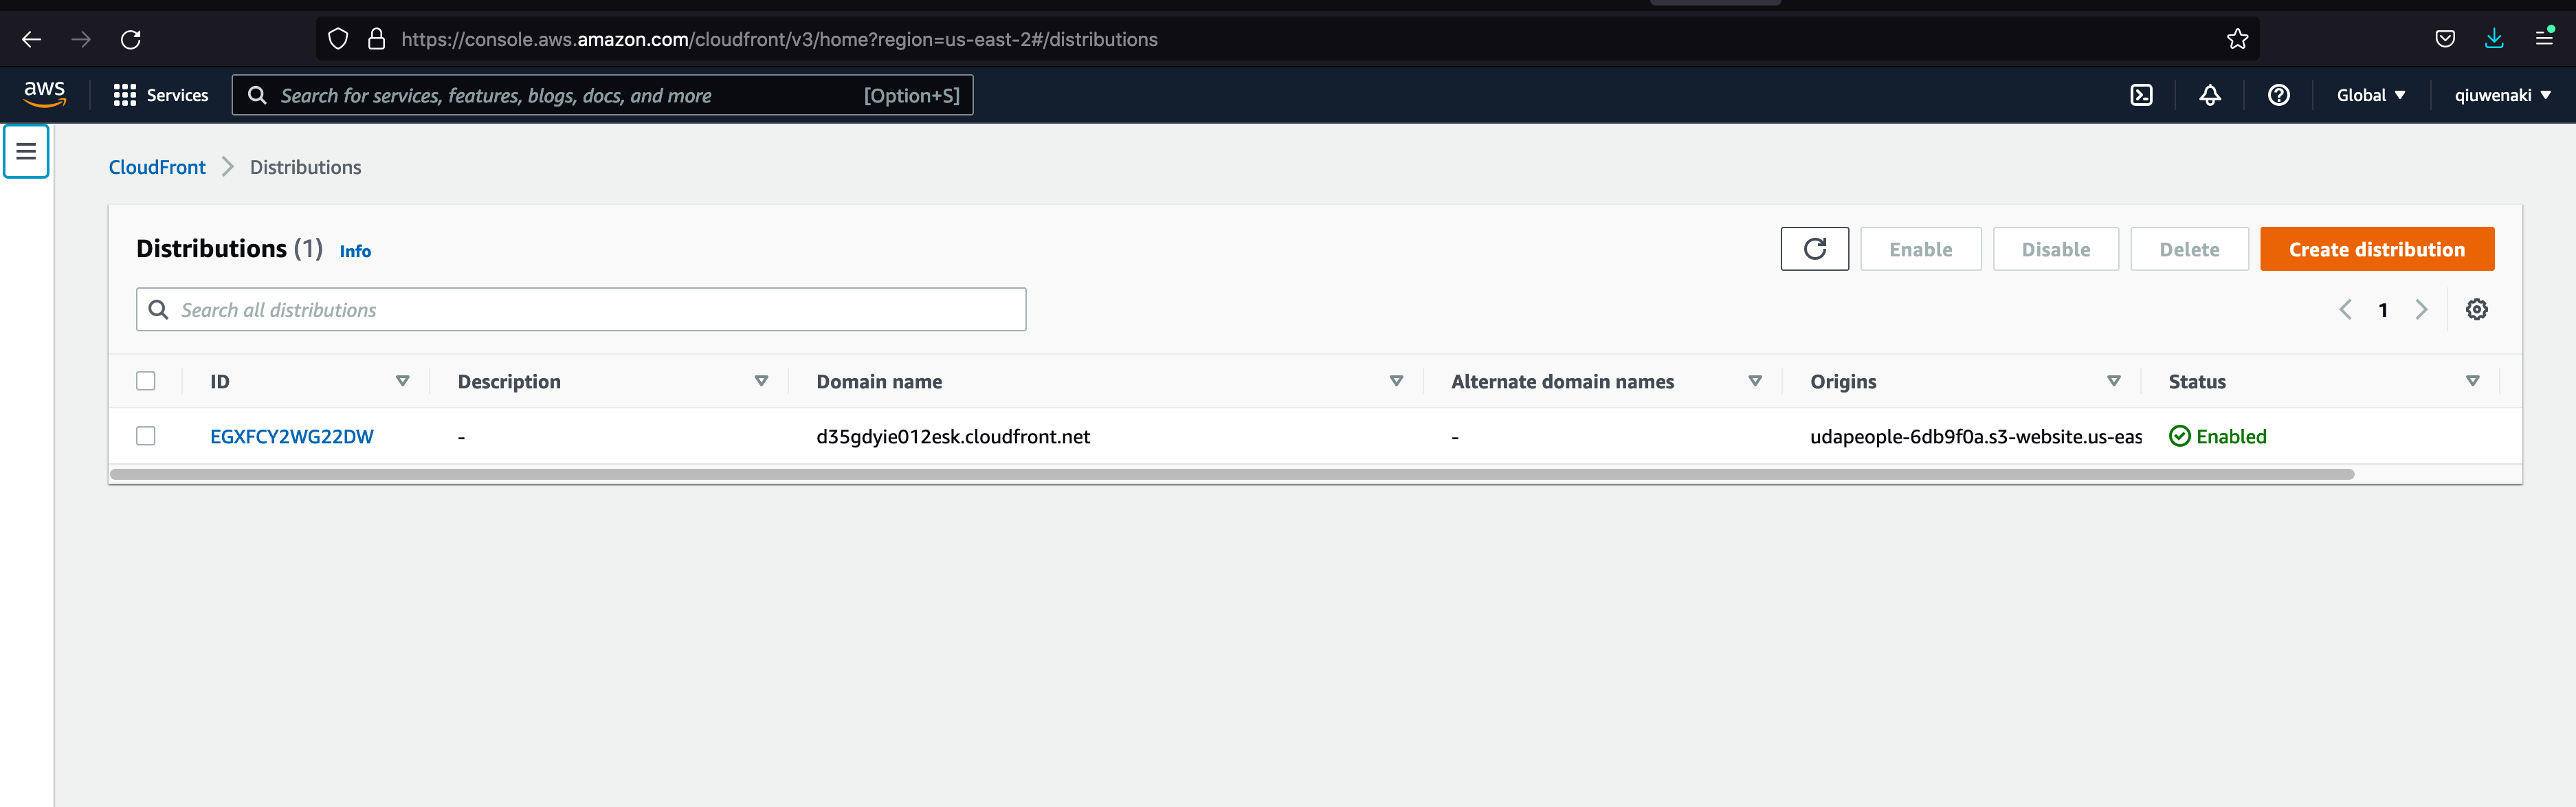 https://console.aws.amazon.com/cloudfront/v3/home?region=us-east-2#/distributions
aws Services Search for services, features, blogs, docs, and more [Option+S] Global qiuwenaki
CloudFront Distributions
Distributions (1) Info Enable Disable Delete Create distribution
Search all distributions 1
ID Description Domain name Alternate domain names Origins Status
EGXFCY2WG22DW - d35gdyie012esk.cloudfront.net - udapeople-6db9f0a.s3-website.us-eas Enabled